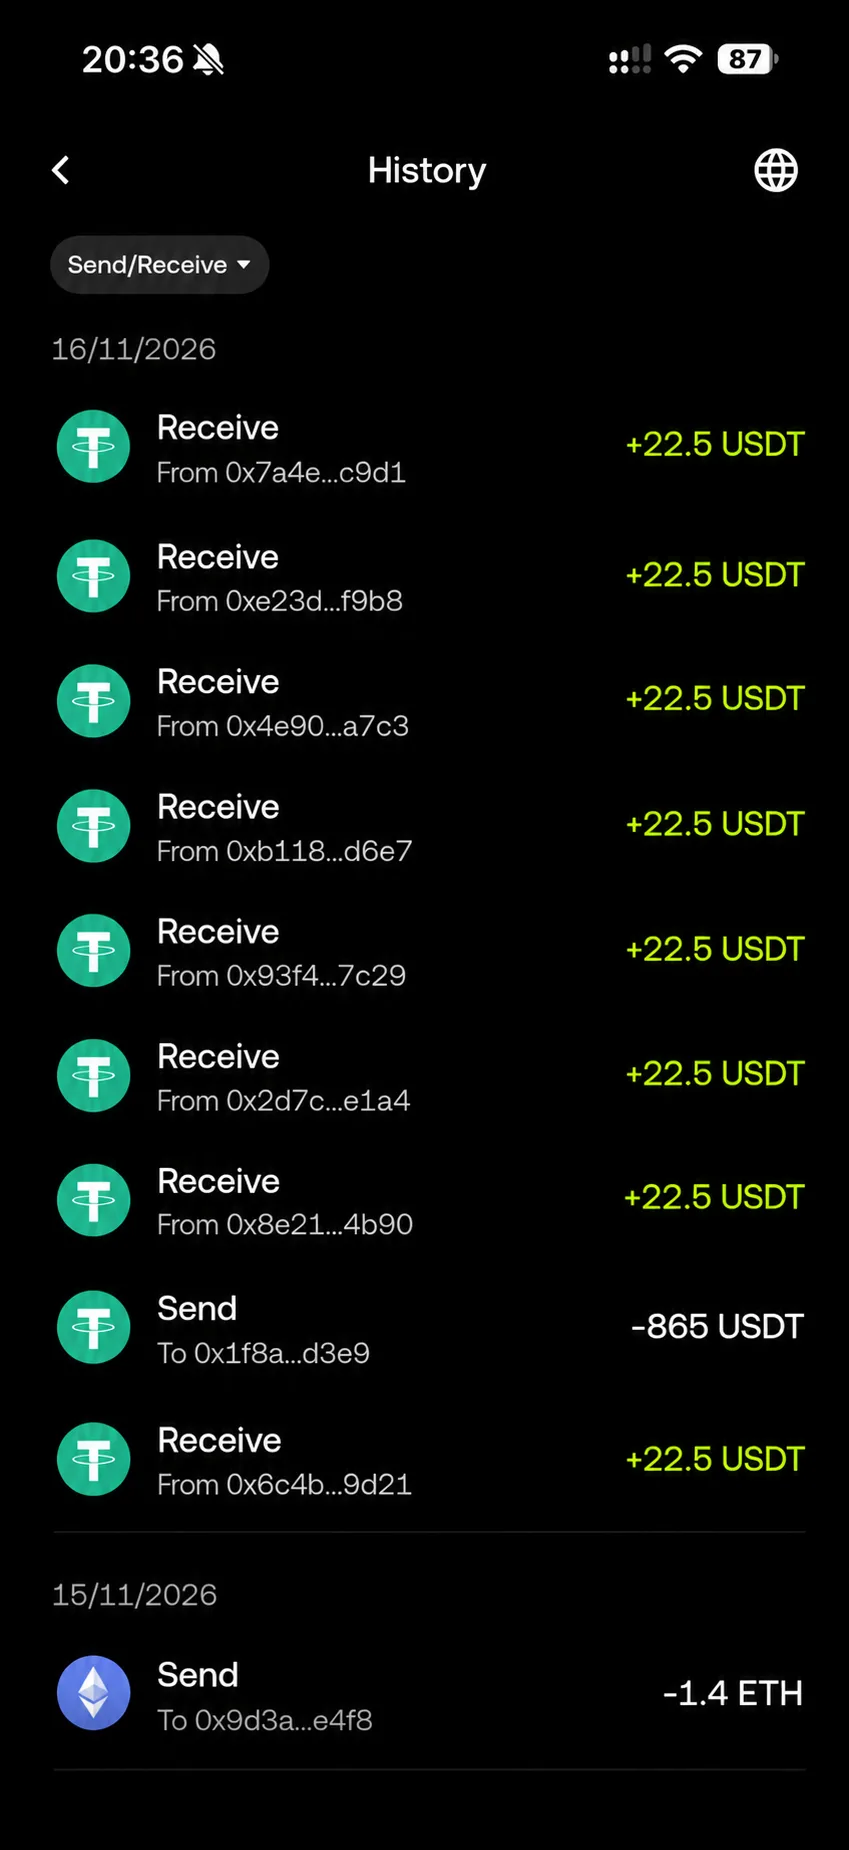 20:36
87
History
Send/Receive
16/11/2026
Receive
+22.5 USDT
From 0x7a4e...c9d1
Receive
+22.5 USDT
From 0xe23d...f9b8
Receive
+22.5 USDT
From 0x4e90...a7c3
Receive
+22.5 USDT
From 0xb118...d6e7
Receive
+22.5 USDT
From 0x93f4...7c29
Receive
+22.5 USDT
From 0x2d7c...e1a4
Receive
+22.5 USDT
From 0x8e21...4b90
Send
-865 USDT
To 0x1f8a...d3e9
Receive
+22.5 USDT
From 0x6c4b...9d21
15/11/2026
Send
-1.4 ETH
To 0x9d3a...e4f8